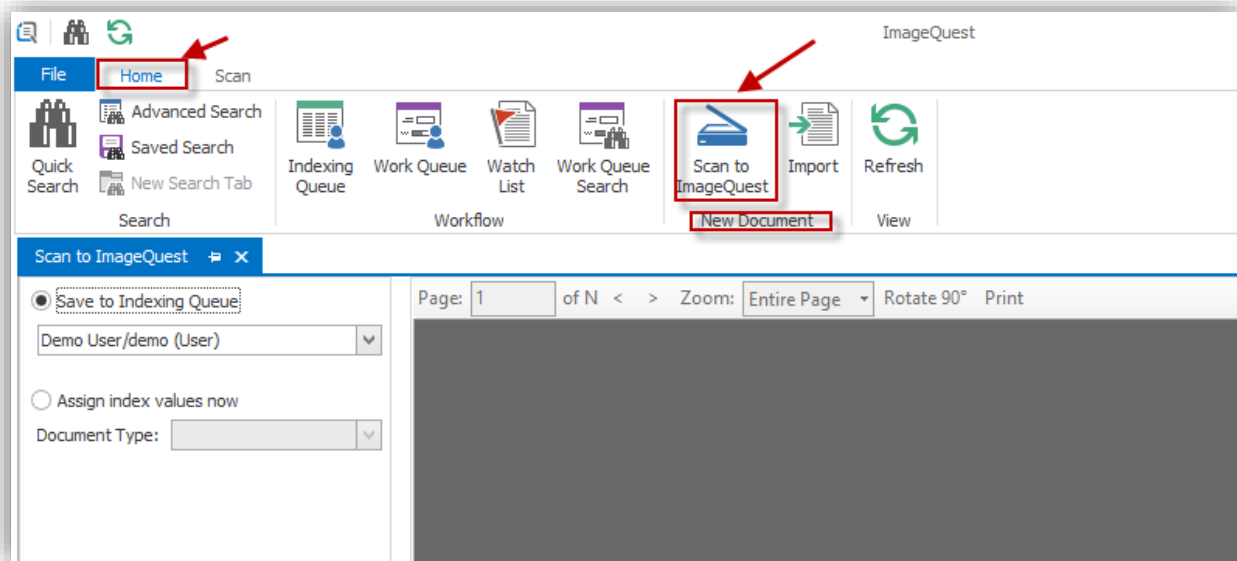 ImageQuest
File Home Scan
Quick Search
Advanced Search
Saved Search
New Search Tab
Indexing Queue
Work Queue
Watch List
Work Queue Search
Scan to ImageQuest
Import
Refresh
Search Workflow New Document View
Scan to ImageQuest
Save to Indexing Queue
Demo User/demo (User)
Assign index values now
Document Type:
Page: 1 of N < > Zoom: Entire Page Rotate 90° Print